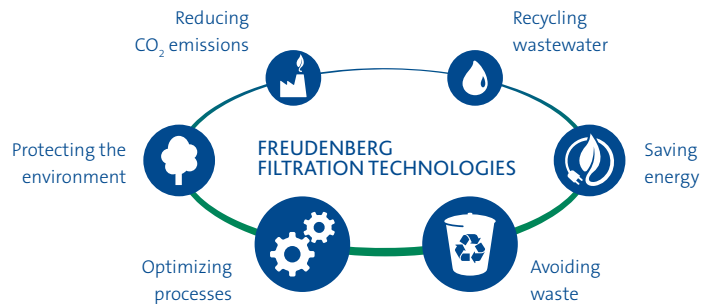 Reducing
CO₂ emissions
Recycling
wastewater
Protecting the
environment
FREUDENBERG
FILTRATION TECHNOLOGIES
Saving
energy
Optimizing
processes
Avoiding
waste